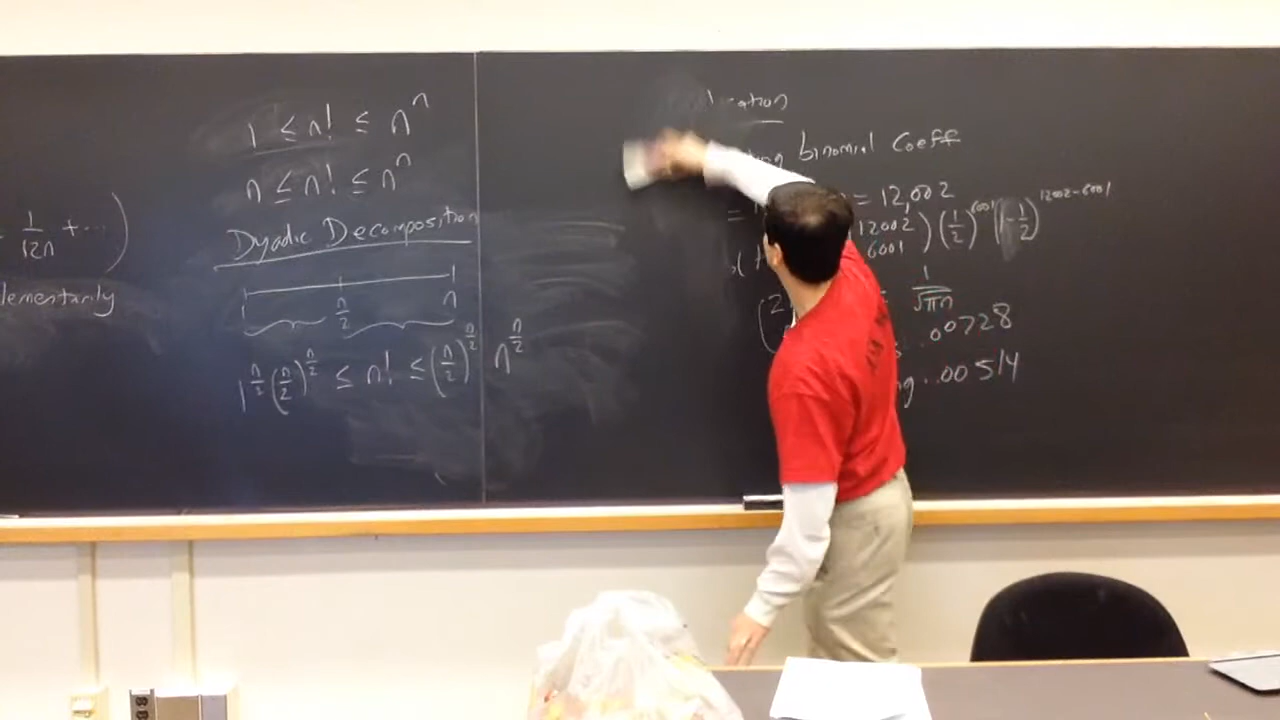 1/12n + ⋯ )
lementarily
1 ≤ n! ≤ n^n
n ≤ n! ≤ n^n
Dyadic Decomposition
n/2 n
1^(n/2) (n/2)^(n/2) ≤ n! ≤ (n/2)^(n/2) n^(n/2)
ation
binomial Coeff
= 12,002
(12002 6001) (1/2)^6001 (1-1/2)^(12002-6001)
1/√πn
.00728
.00514